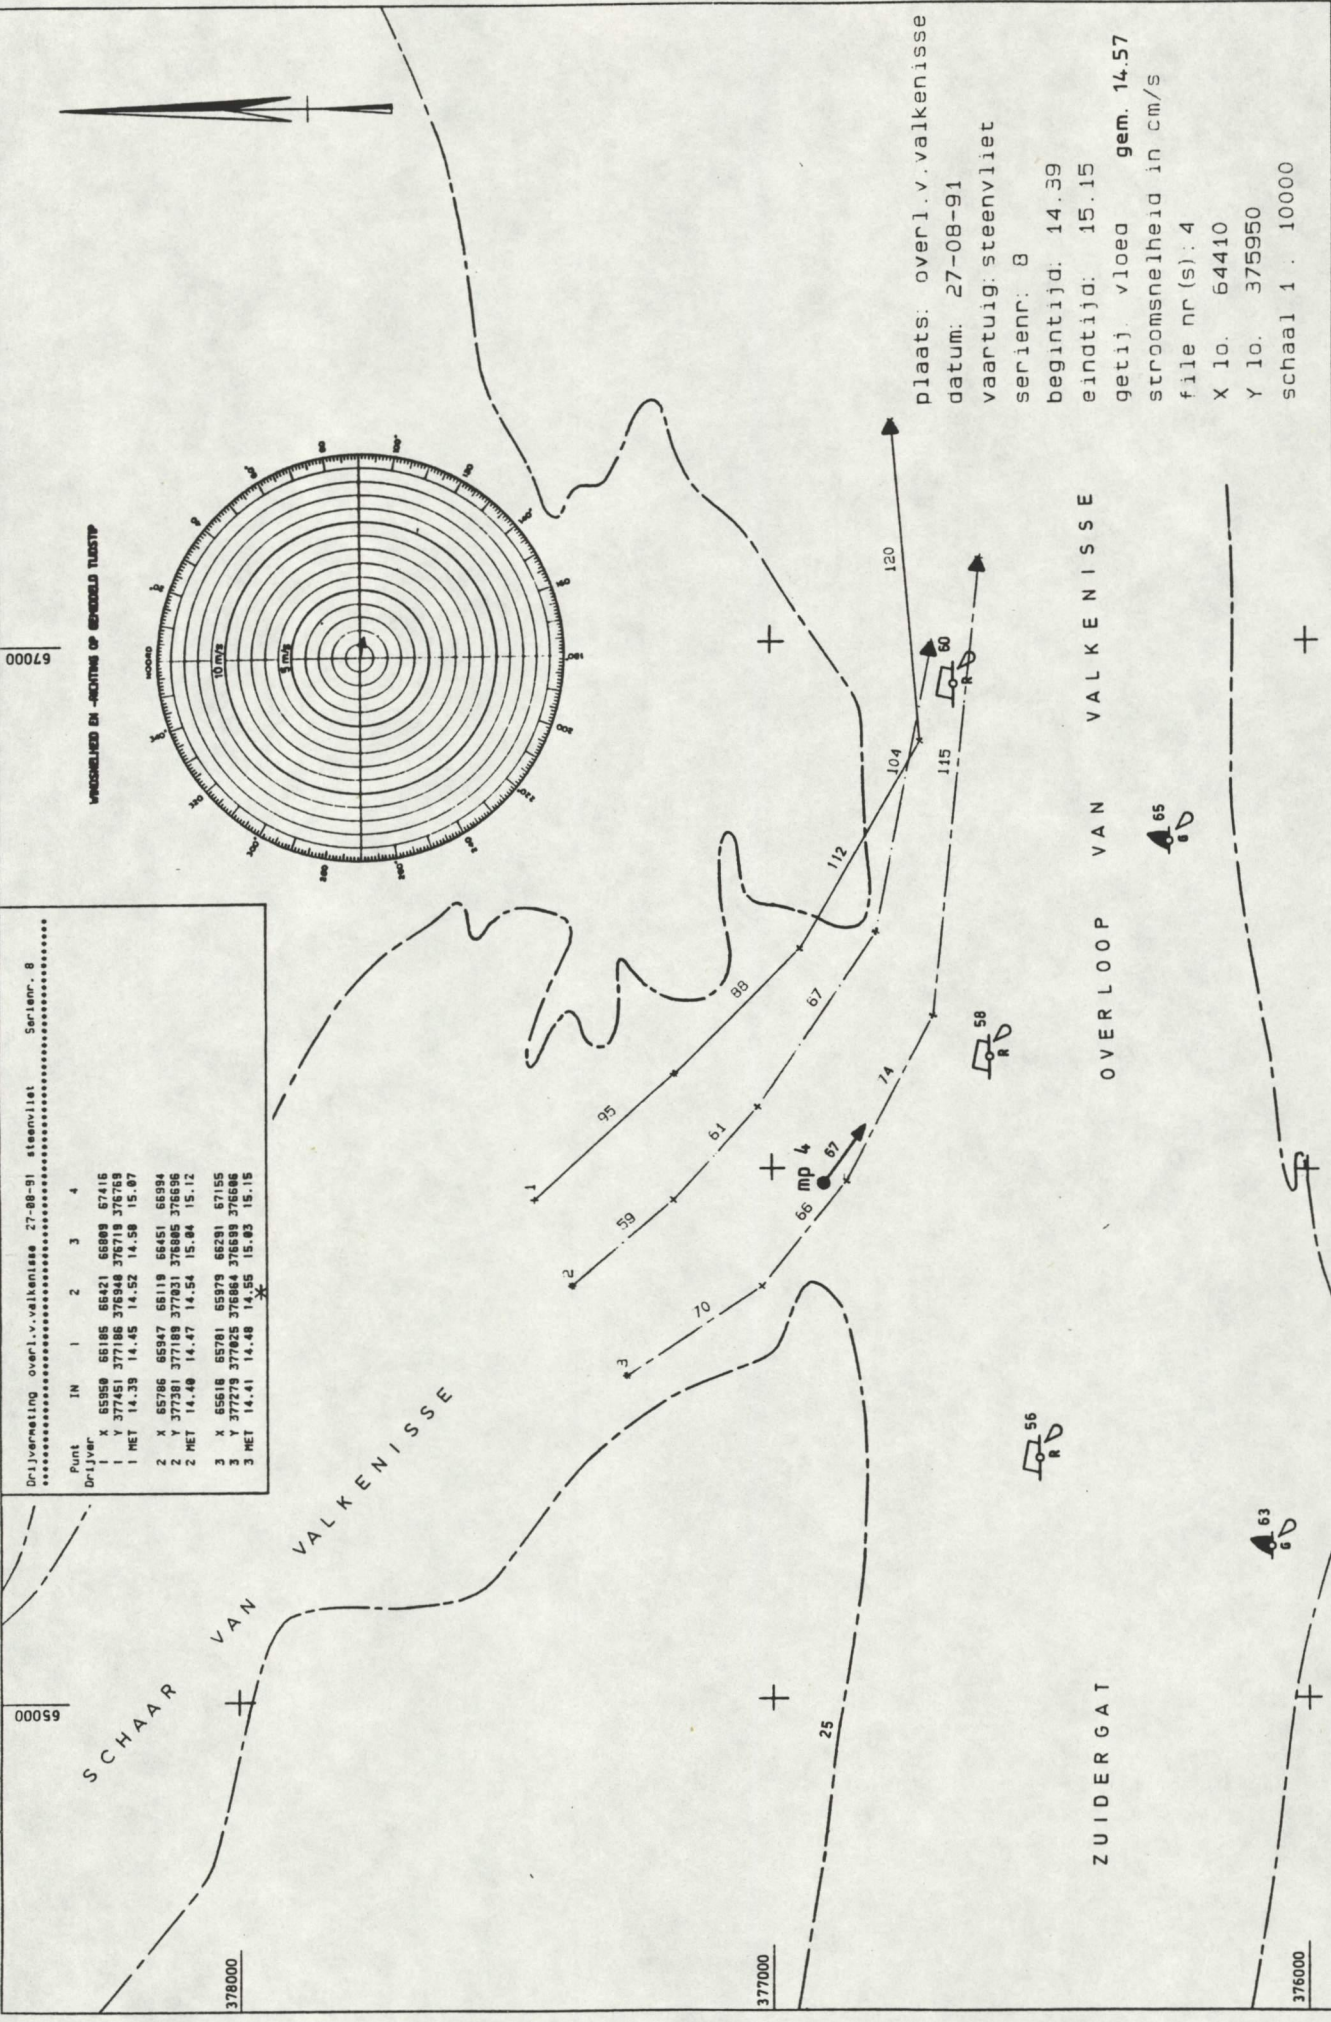 Drijvermeting overl.v.valkenisse 27-08-91 steenvliet Serienr. 8
Punt IN 1 2 3 4
Drijver
1 X 65950 66185 66421 66809 67416
1 Y 377451 377186 376948 376719 376769
1 MET 14.39 14.45 14.52 14.58 15.07
2 X 65786 65947 66119 66451 66994
2 Y 377381 377189 377031 376805 376696
2 MET 14.40 14.47 14.54 15.04 15.12
3 X 65616 65781 65979 66291 67155
3 Y 377279 377025 376864 376699 376606
3 MET 14.41 14.48 14.55 15.03 15.15
WINDSNELHEID EN -RICHTING OP GEMIDDELD TIJDSTIP
NOORD
10 m/s
5 m/s
65000
67000
378000
377000
376000
SCHAAR VAN VALKENISSE
1
95
88
112
120
2
59
61
67
104
3
70
66
74
115
mp 4
67
25
56
R
58
R
60
R
63
G
65
G
ZUIDERGAT
OVERLOOP VAN VALKENISSE
plaats: overl.v.valkenisse
datum: 27-08-91
vaartuig: steenvliet
serienr: 8
begintijd: 14.39
eindtijd: 15.15
getij vloed gem. 14.57
stroomsnelheid in cm/s
file nr(s): 4
X lo. 64410
Y lo. 375950
schaal 1 : 10000